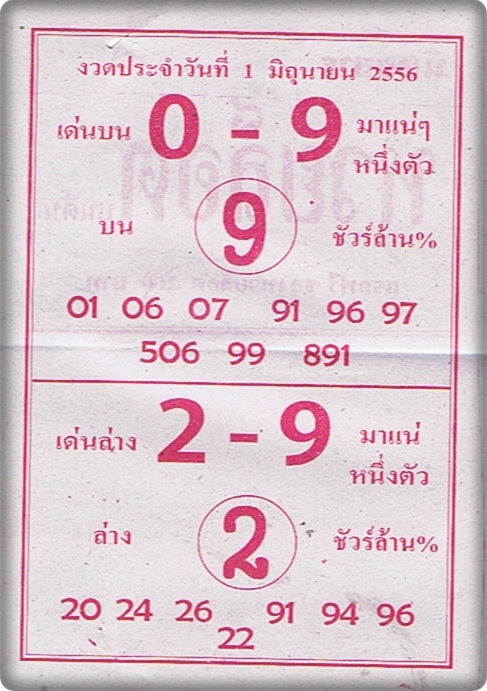 งวดประจำวันที่ 1 มิถุนายน 2556
เด่นบน 0 - 9 มาแน่ๆ
หนึ่งตัว
บน 9 ชัวร์ล้าน%
01 06 07 91 96 97
506 99 891
เด่นล่าง 2 - 9 มาแน่
หนึ่งตัว
ล่าง 2 ชัวร์ล้าน%
20 24 26 91 94 96
22